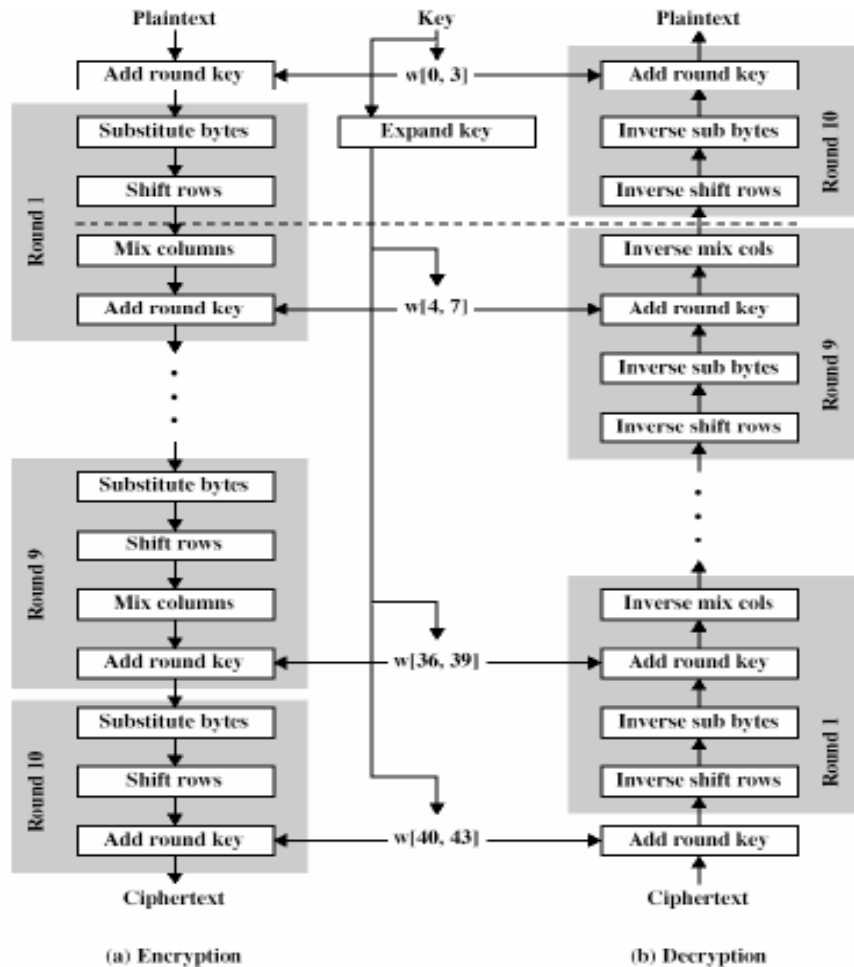 Plaintext
Key
Plaintext
Add round key
w[0, 3]
Add round key
Substitute bytes
Expand key
Inverse sub bytes
Round 10
Shift rows
Inverse shift rows
Round 1
Mix columns
Inverse mix cols
Add round key
w[4, 7]
Add round key
Round 9
Inverse sub bytes
Inverse shift rows
Substitute bytes
Shift rows
Round 9
Mix columns
Inverse mix cols
Add round key
w[36, 39]
Add round key
Substitute bytes
Inverse sub bytes
Round 1
Round 10
Shift rows
Inverse shift rows
Add round key
w[40, 43]
Add round key
Ciphertext
Ciphertext
(a) Encryption
(b) Decryption